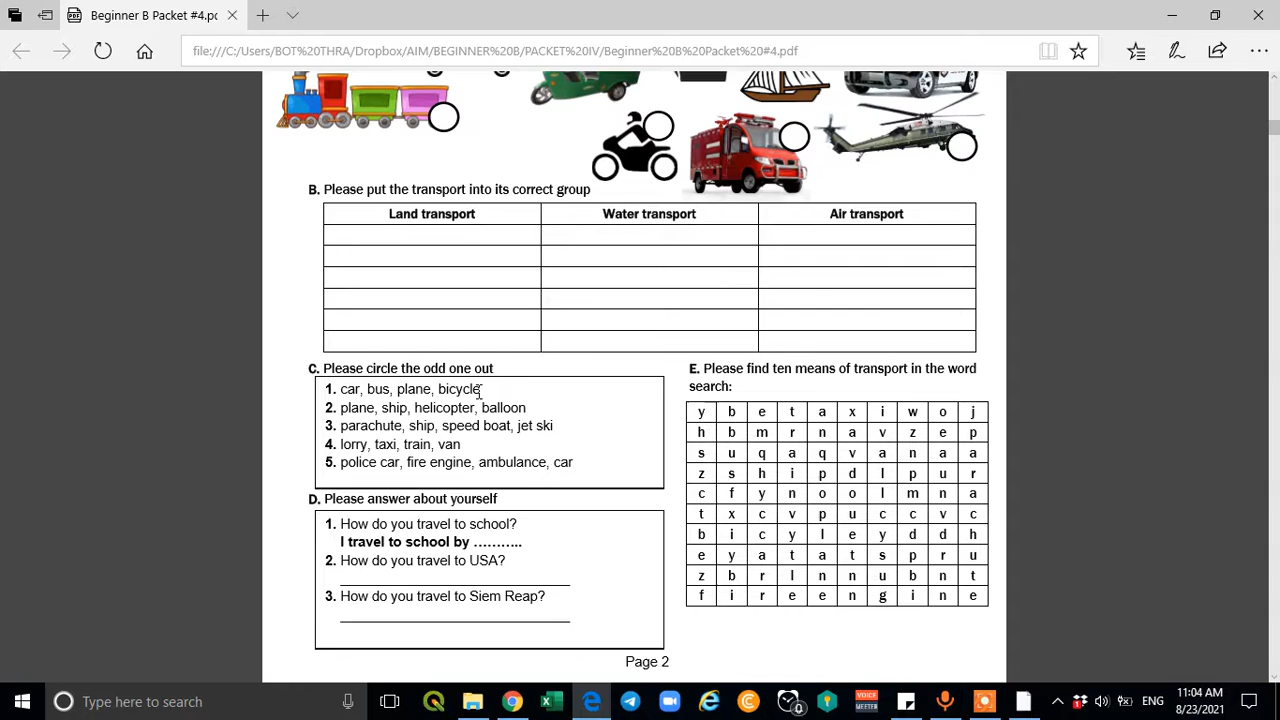 Beginner B Packet #4.pc
file:///C:/Users/BOT%20THRA/Dropbox/AIM/BEGINNER%20B/PACKET%20IV/Beginner%20B%20Packet%20#4.pdf
B. Please put the transport into its correct group
Land transport Water transport Air transport
C. Please circle the odd one out
1. car, bus, plane, bicycle
2. plane, ship, helicopter, balloon
3. parachute, ship, speed boat, jet ski
4. lorry, taxi, train, van
5. police car, fire engine, ambulance, car
D. Please answer about yourself
1. How do you travel to school?
I travel to school by ………..
2. How do you travel to USA?
3. How do you travel to Siem Reap?
E. Please find ten means of transport in the word
search:
y b e t a x i w o j
h b m r n a v z e p
s u q a q v a n a a
z s h i p d l p u r
c f y n o o l m n a
t x c v p u c c v c
b i c y l e y d d h
e y a t a t s p r u
z b r l n n u b n t
f i r e e n g i n e
Page 2
Type here to search
VOICE
MEETER
ENG
11:04 AM
8/23/2021